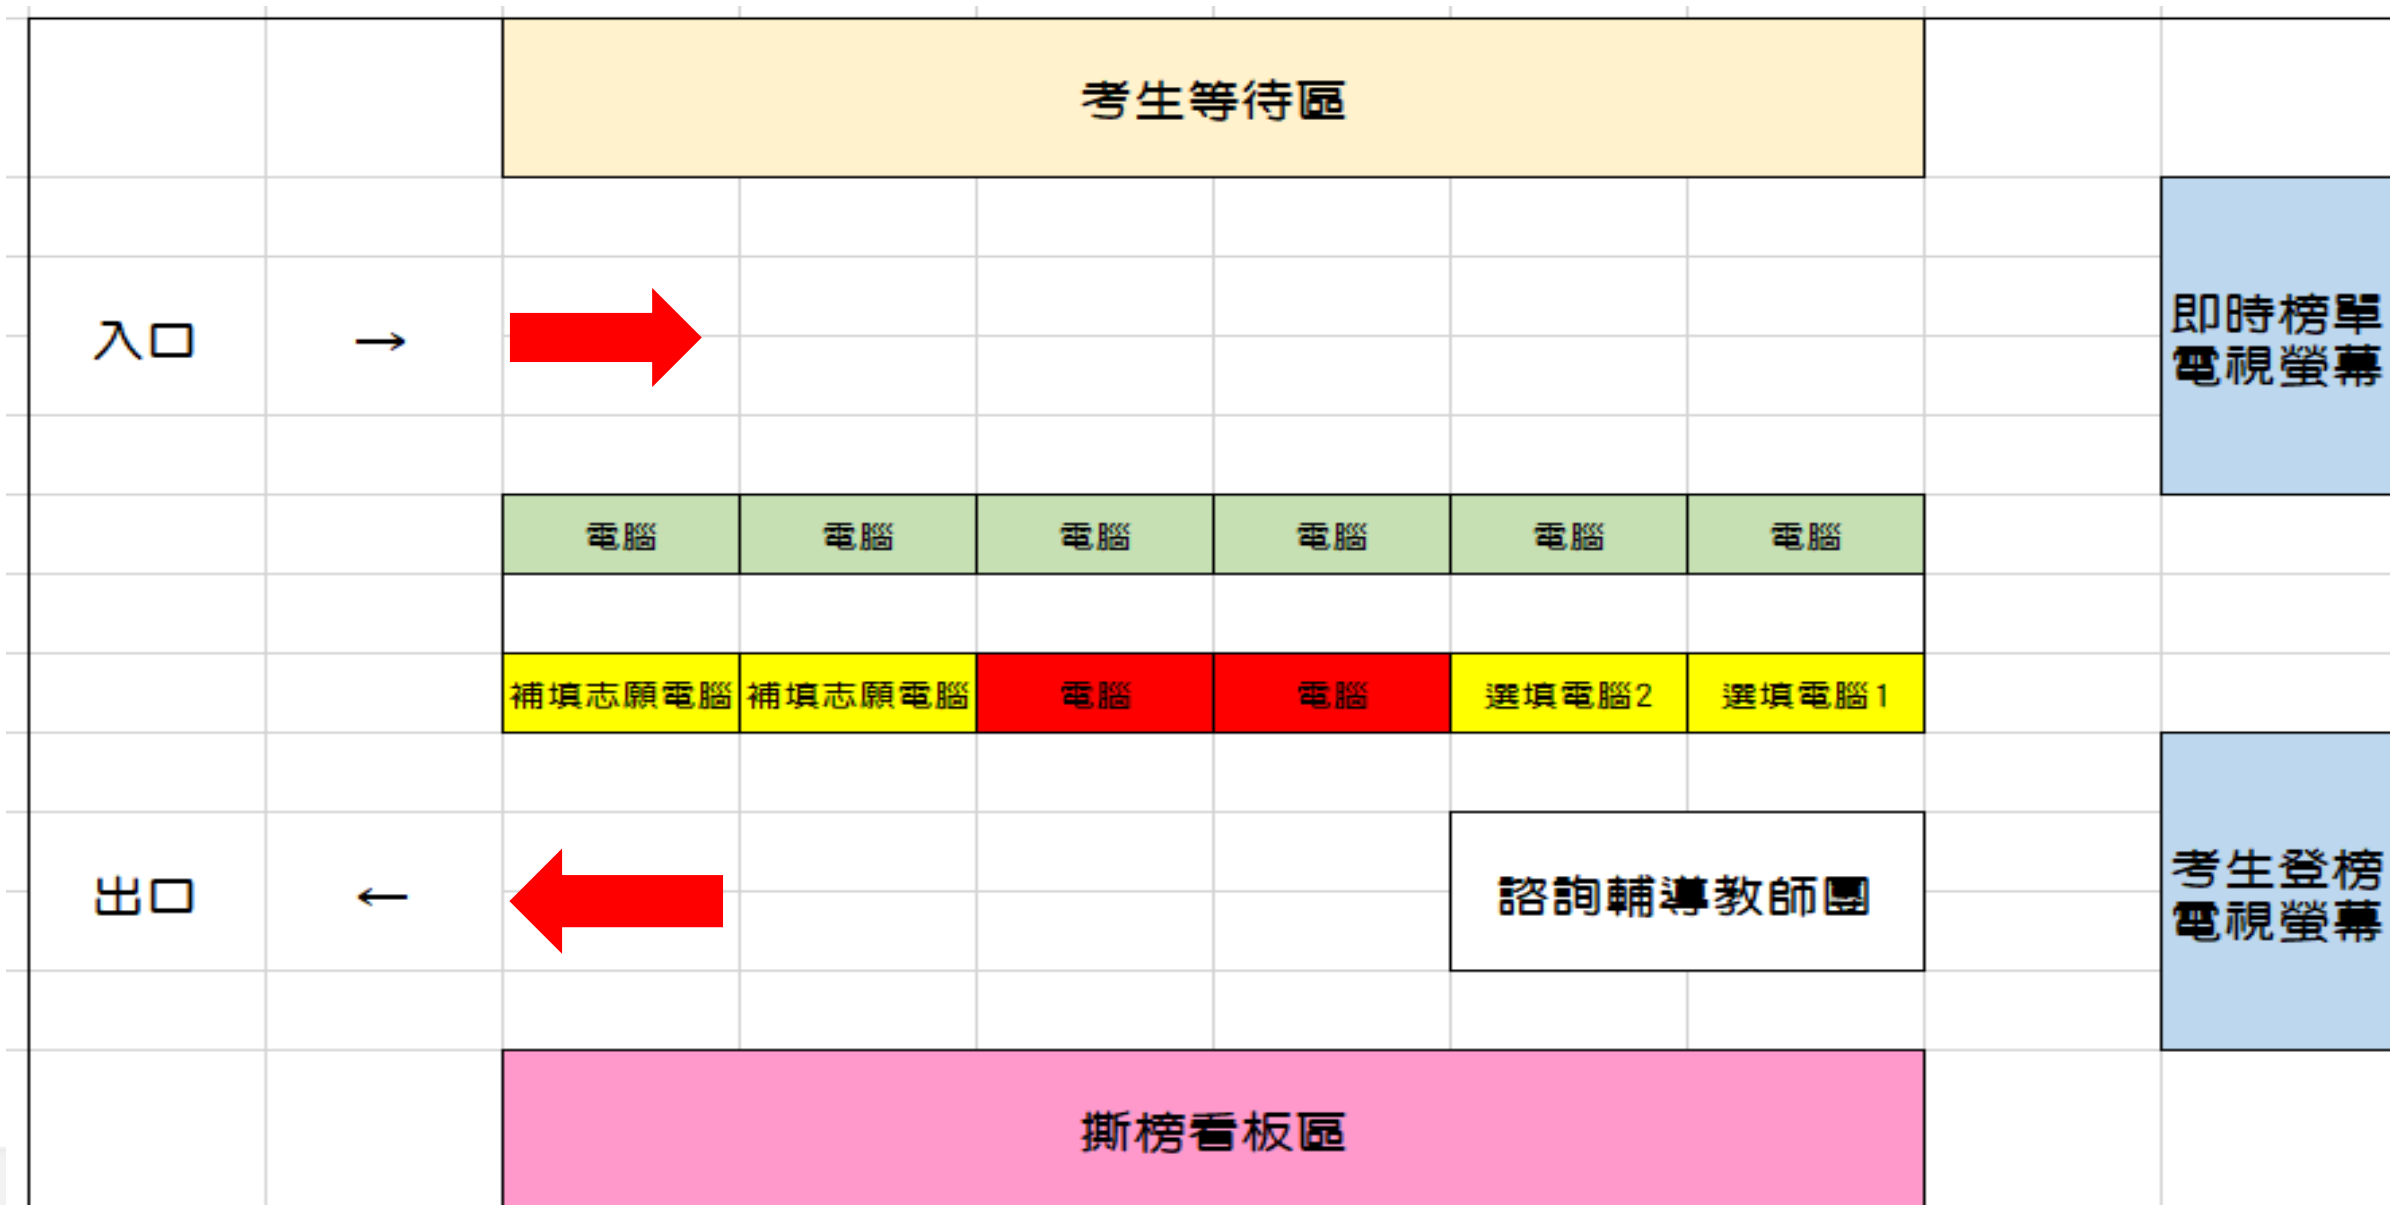 考生等待區
入口 →
即時榜單
電視螢幕
電腦 電腦 電腦 電腦 電腦 電腦
補填志願電腦 補填志願電腦 電腦 電腦 選填電腦2 選填電腦1
出口 ←
諮詢輔導教師團
考生登榜
電視螢幕
撕榜看板區